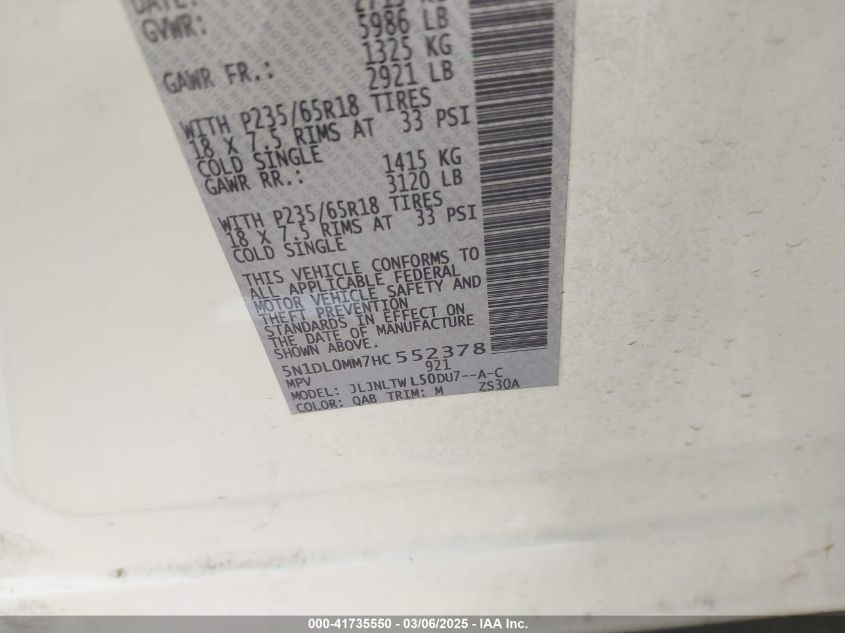 DATE:
GVWR:
5986 LB
1325 KG
GAWR FR.: 2921 LB
WITH P235/65R18 TIRES
18 X 7.5 RIMS AT 33 PSI
COLD SINGLE
1415 KG
GAWR RR.: 3120 LB
WITH P235/65R18 TIRES
18 X 7.5 RIMS AT 33 PSI
COLD SINGLE
THIS VEHICLE CONFORMS TO
ALL APPLICABLE FEDERAL
MOTOR VEHICLE SAFETY AND
THEFT PREVENTION
STANDARDS IN EFFECT ON
THE DATE OF MANUFACTURE
SHOWN ABOVE.
5N1DL0MM7HC552378
MPV 921
MODEL: JLJNLTWL50DU7--A-C
COLOR: QAB TRIM: M ZS30A
000-41735550 - 03/06/2025 - IAA Inc.